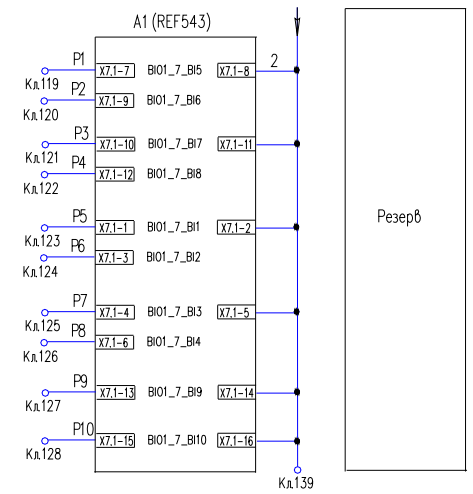 A1 (REF543)
P1 X7,1-7 BIO1_7_BI5 X7,1-8 2
Кл.119
P2 X7,1-9 BIO1_7_BI6
Кл.120
P3 X7,1-10 BIO1_7_BI7 X7,1-11
Кл.121
P4 X7,1-12 BIO1_7_BI8
Кл.122
P5 X7,1-1 BIO1_7_BI1 X7,1-2
Кл.123
P6 X7,1-3 BIO1_7_BI2
Кл.124
P7 X7,1-4 BIO1_7_BI3 X7,1-5
Кл.125
P8 X7,1-6 BIO1_7_BI4
Кл.126
P9 X7,1-13 BIO1_7_BI9 X7,1-14
Кл.127
P10 X7,1-15 BIO1_7_BI10 X7,1-16
Кл.128
Кл.139
Резерв